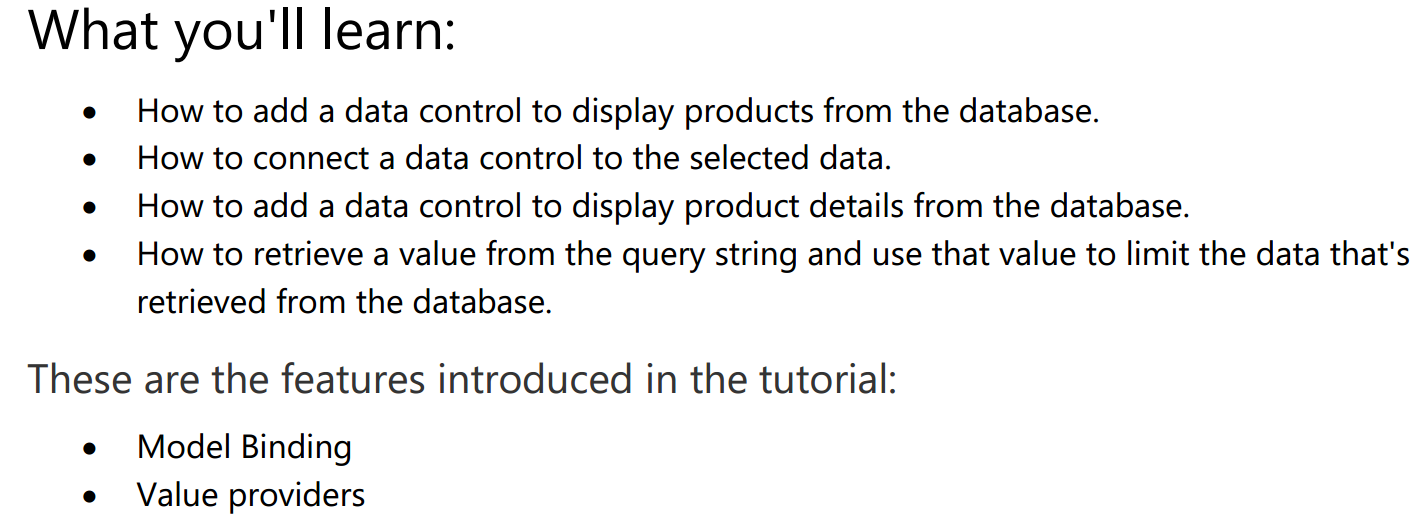 What you'll learn:
• How to add a data control to display products from the database.
• How to connect a data control to the selected data.
• How to add a data control to display product details from the database.
• How to retrieve a value from the query string and use that value to limit the data that's
retrieved from the database.
These are the features introduced in the tutorial:
• Model Binding
• Value providers